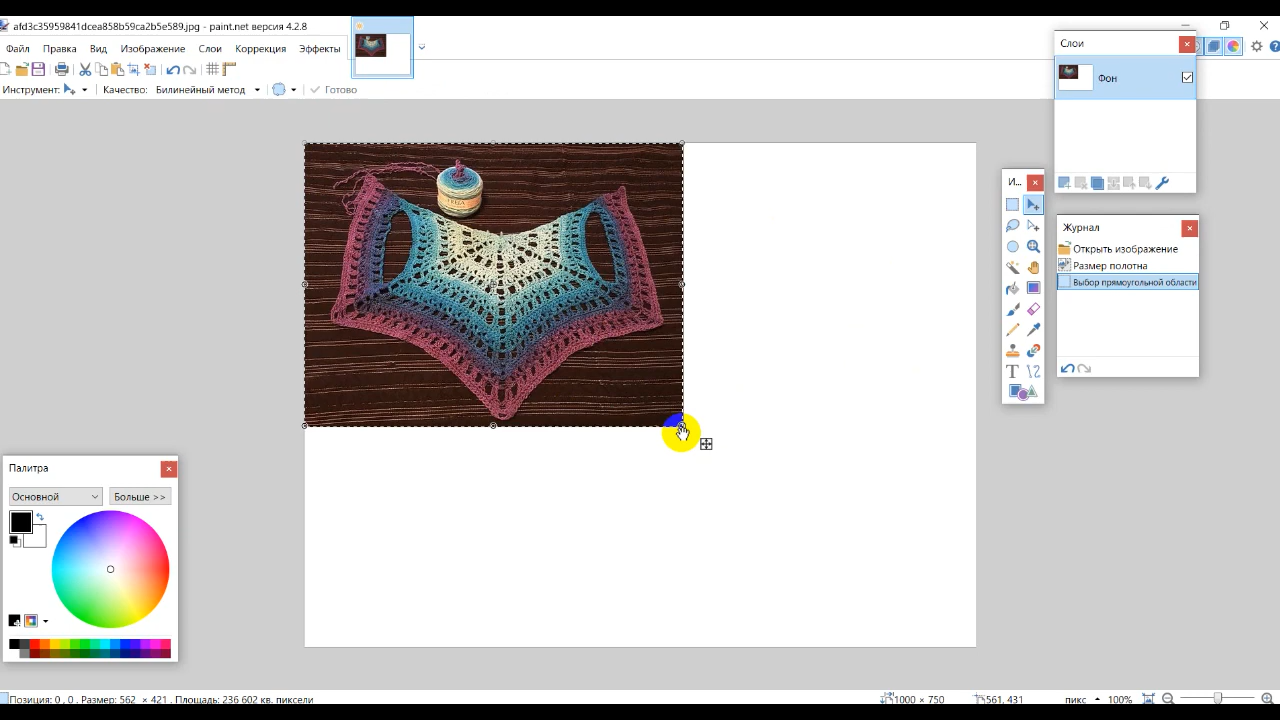 afd3c35959841dcea858b59ca2b5e589.jpg - paint.net версия 4.2.8
Файл Правка Вид Изображение Слои Коррекция Эффекты
Инструмент: Качество: Билинейный метод Готово
Слои
Фон
И...
Журнал
Открыть изображение
Размер полотна
Выбор прямоугольной области
Палитра
Основной Больше >>
Позиция: 0 , 0 . Размер: 562 × 421 . Площадь: 236 602 кв. пиксели 1000 × 750 561, 431 пикс 100%